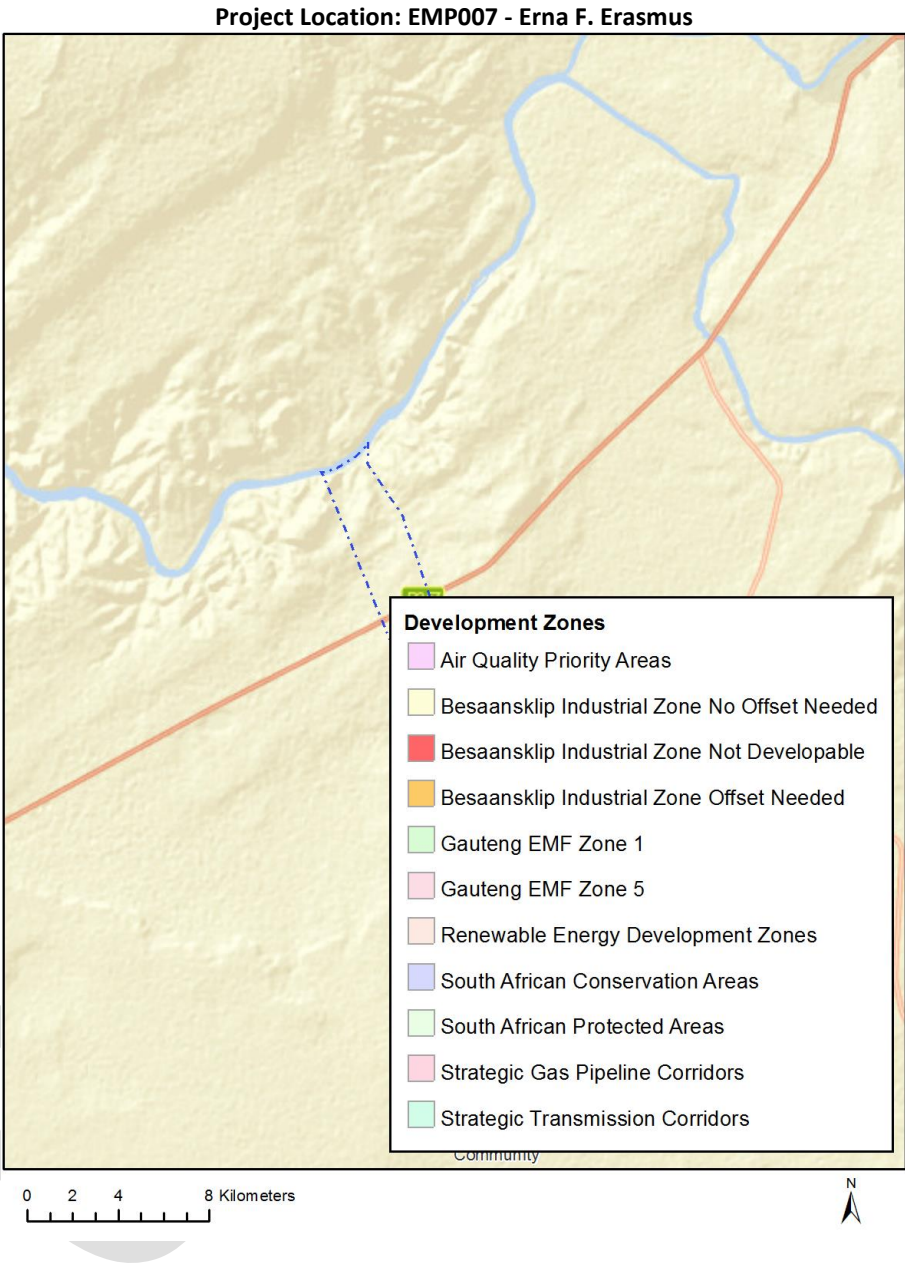 Project Location: EMP007 - Erna F. Erasmus
Development Zones
Air Quality Priority Areas
Besaansklip Industrial Zone No Offset Needed
Besaansklip Industrial Zone Not Developable
Besaansklip Industrial Zone Offset Needed
Gauteng EMF Zone 1
Gauteng EMF Zone 5
Renewable Energy Development Zones
South African Conservation Areas
South African Protected Areas
Strategic Gas Pipeline Corridors
Strategic Transmission Corridors
Community
0 2 4 8 Kilometers
N